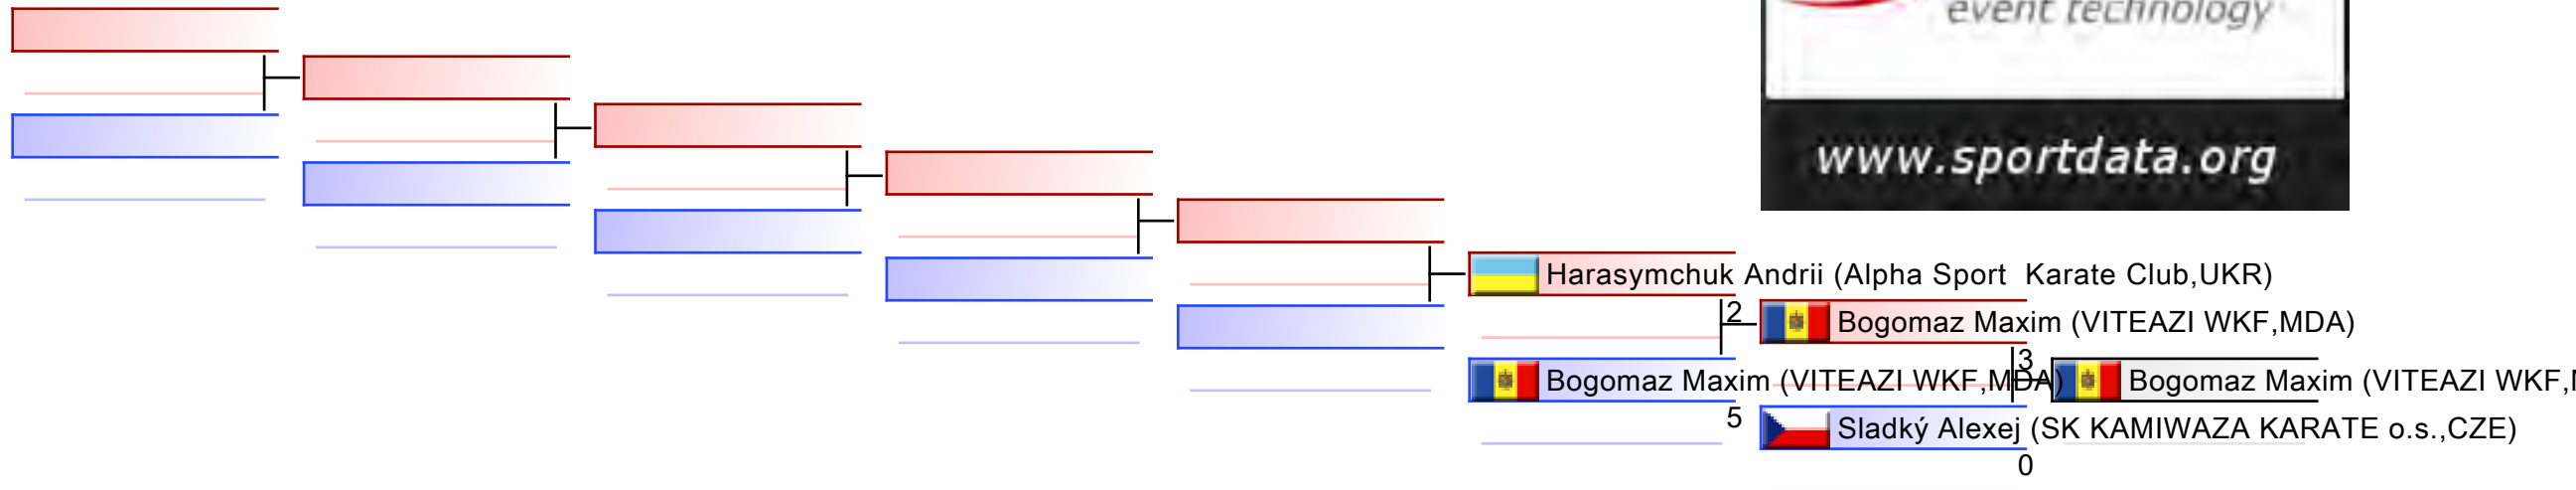 event technology
www.sportdata.org
Harasymchuk Andrii (Alpha Sport  Karate Club,UKR)
2
Bogomaz Maxim (VITEAZI WKF,MDA)
3
Bogomaz Maxim (VITEAZI WKF,MDA)
Bogomaz Maxim (VITEAZI WKF,
5
Sladký Alexej (SK KAMIWAZA KARATE o.s.,CZE)
0